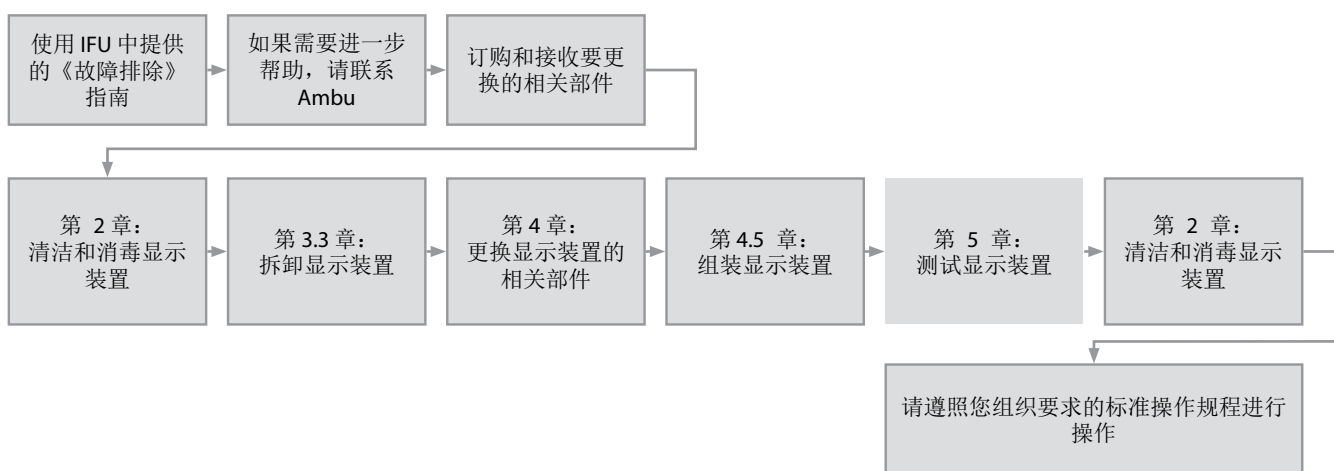 使用 IFU 中提供
的《故障排除》
指南
如果需要进一步
帮助，请联系
Ambu
订购和接收要更
换的相关部件
第 2 章：
清洁和消毒显示
装置
第 3.3 章：
拆卸显示装置
第 4 章：
更换显示装置的
相关部件
第 4.5 章：
组装显示装置
第 5 章：
测试显示装置
第 2 章：
清洁和消毒显示
装置
请遵照您组织要求的标准操作规程进行
操作